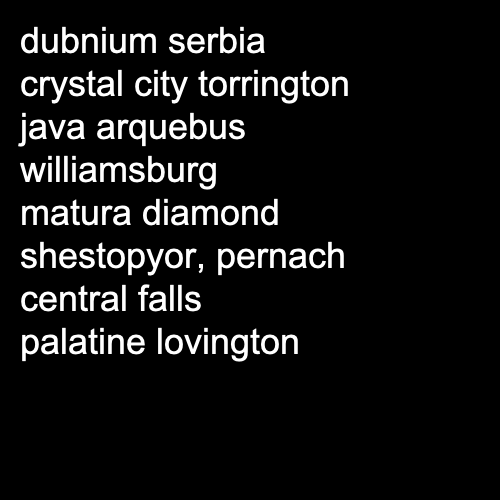 dubnium serbia
crystal city torrington
java arquebus
williamsburg
matura diamond
shestopyor, pernach
central falls
palatine lovington